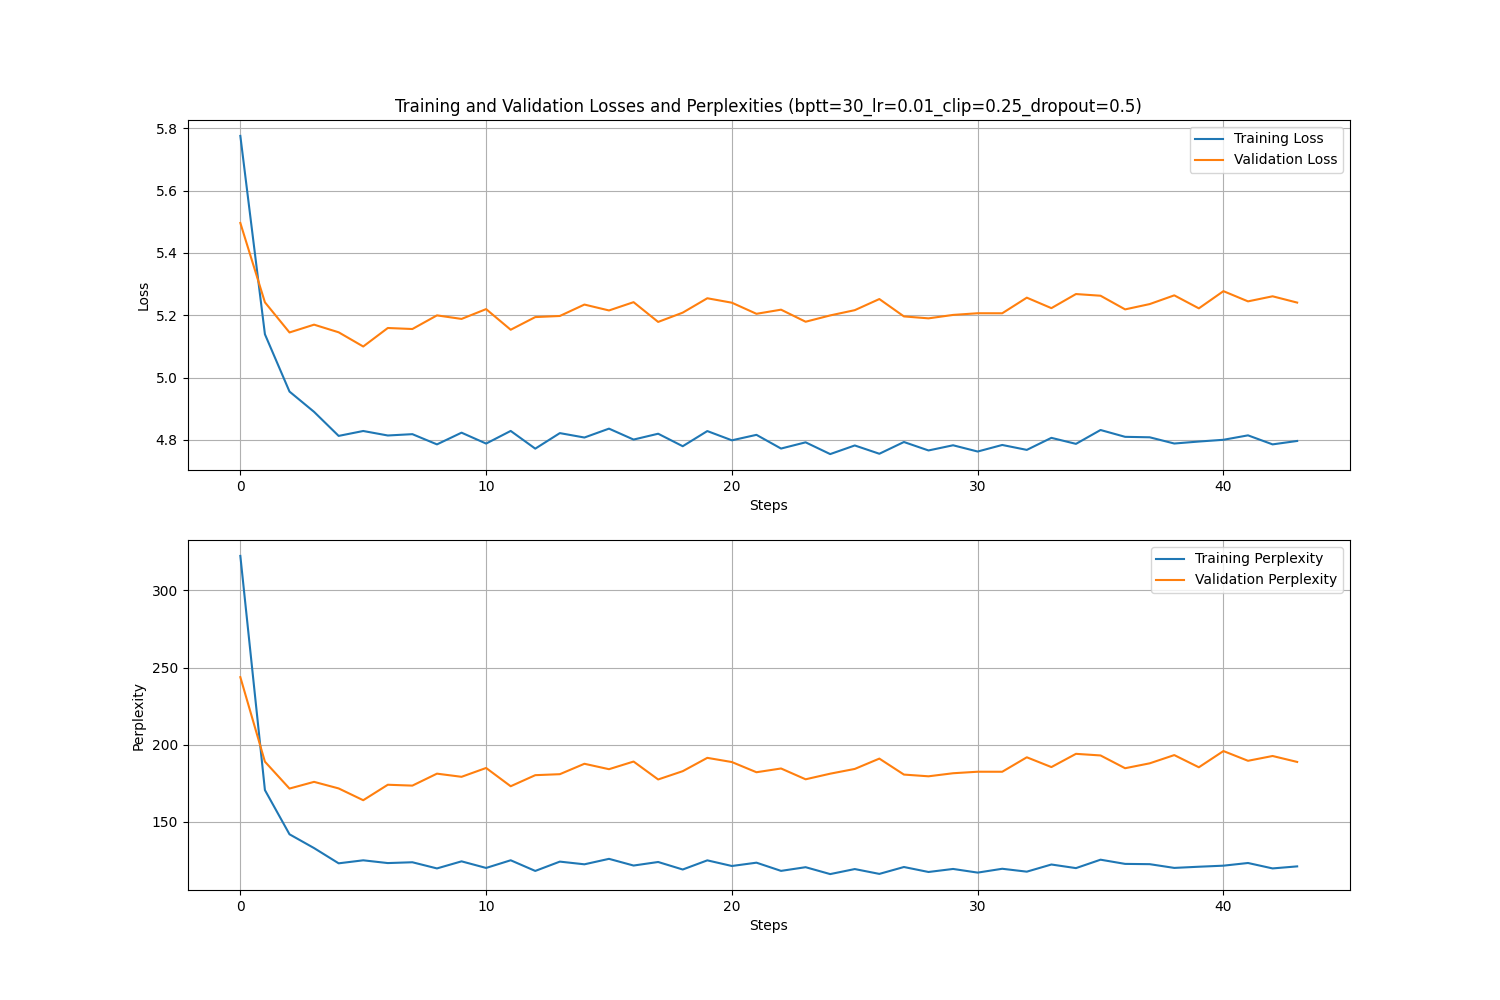 Training and Validation Losses and Perplexities (bptt=30_lr=0.01_clip=0.25_dropout=0.5)
5.8
5.6
5.4
5.2
5.0
4.8
Loss
Training Loss
Validation Loss
0 10 20 30 40
Steps
300
250
200
150
Perplexity
Training Perplexity
Validation Perplexity
0 10 20 30 40
Steps